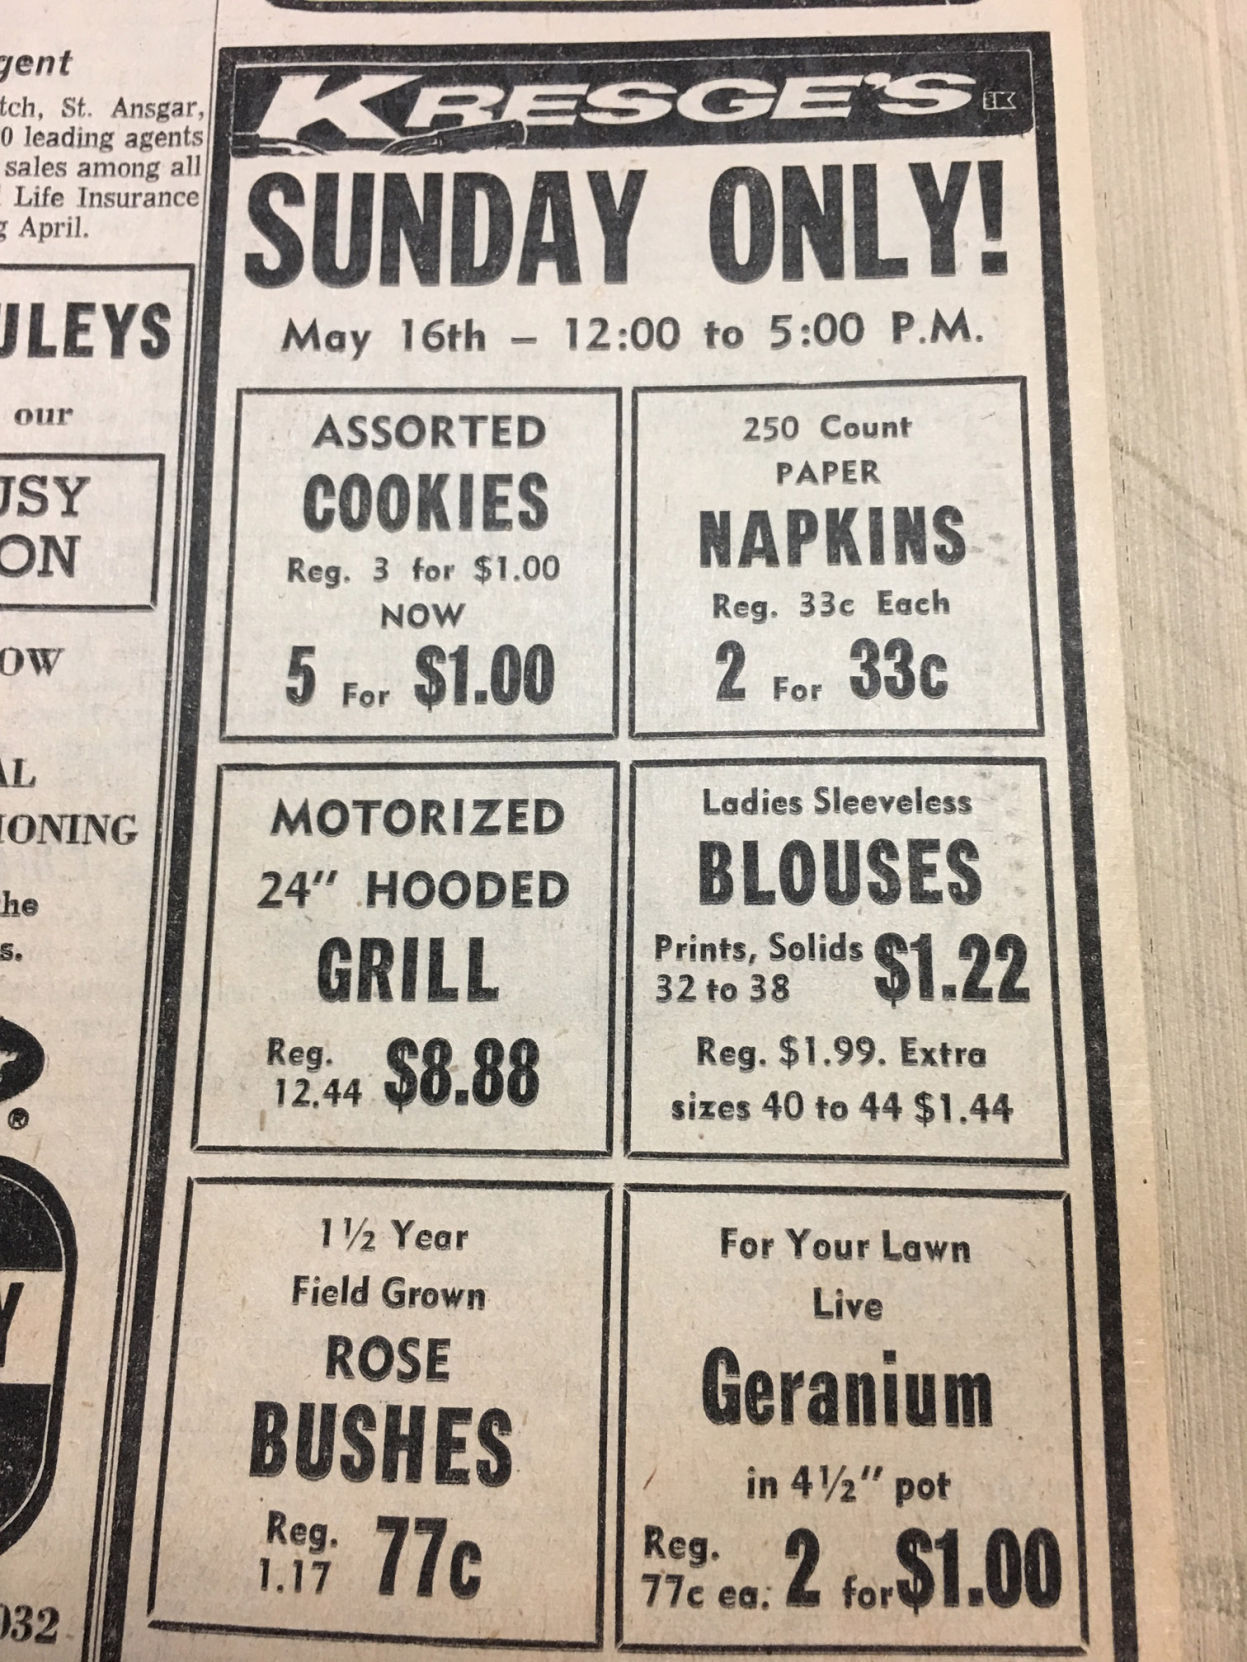 gent
tch, St. Ansgar,
0 leading agents
sales among all
Life Insurance
g April.
ULEYS
our
USY
ON
OW
AL
IONING
he
s.
®
Y
032
KRESGE'S K
SUNDAY ONLY!
May 16th – 12:00 to 5:00 P.M.
ASSORTED
COOKIES
Reg. 3 for $1.00
NOW
5 For $1.00
250 Count
PAPER
NAPKINS
Reg. 33c Each
2 For 33c
MOTORIZED
24" HOODED
GRILL
Reg.
12.44 $8.88
Ladies Sleeveless
BLOUSES
Prints, Solids
32 to 38 $1.22
Reg. $1.99. Extra
sizes 40 to 44 $1.44
1½ Year
Field Grown
ROSE
BUSHES
Reg.
1.17 77c
For Your Lawn
Live
Geranium
in 4½" pot
Reg.
77c ea. 2 for $1.00